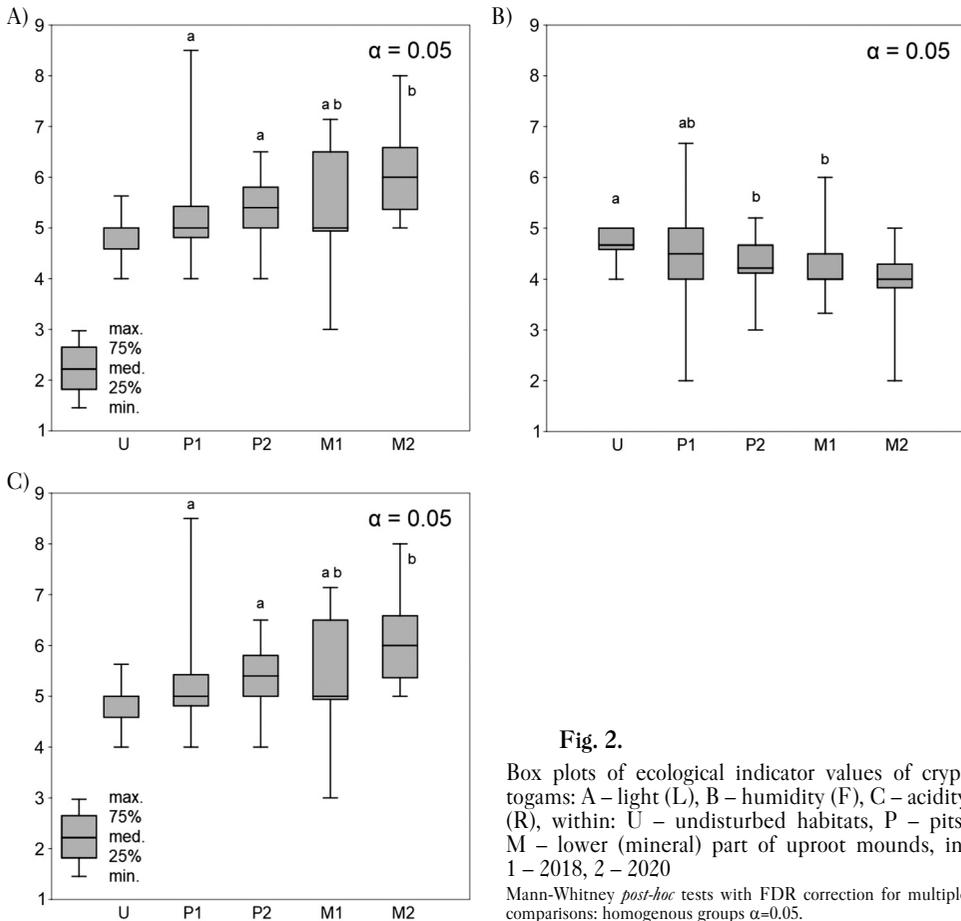 A)
9
8
7
6
5
4
3
2
1
α = 0.05
a
a
a b
b
max.
75%
med.
25%
min.
U P1 P2 M1 M2
B)
9
8
7
6
5
4
3
2
1
α = 0.05
a
ab
b
b
U P1 P2 M1 M2
C)
9
8
7
6
5
4
3
2
1
α = 0.05
a
a
a b
b
max.
75%
med.
25%
min.
U P1 P2 M1 M2
Fig. 2.
Box plots of ecological indicator values of cryp-
togams: A – light (L), B – humidity (F), C – acidity
(R), within: U – undisturbed habitats, P – pits
M – lower (mineral) part of uproot mounds, in
1 – 2018, 2 – 2020
Mann-Whitney post-hoc tests with FDR correction for multiple
comparisons: homogenous groups α=0.05.